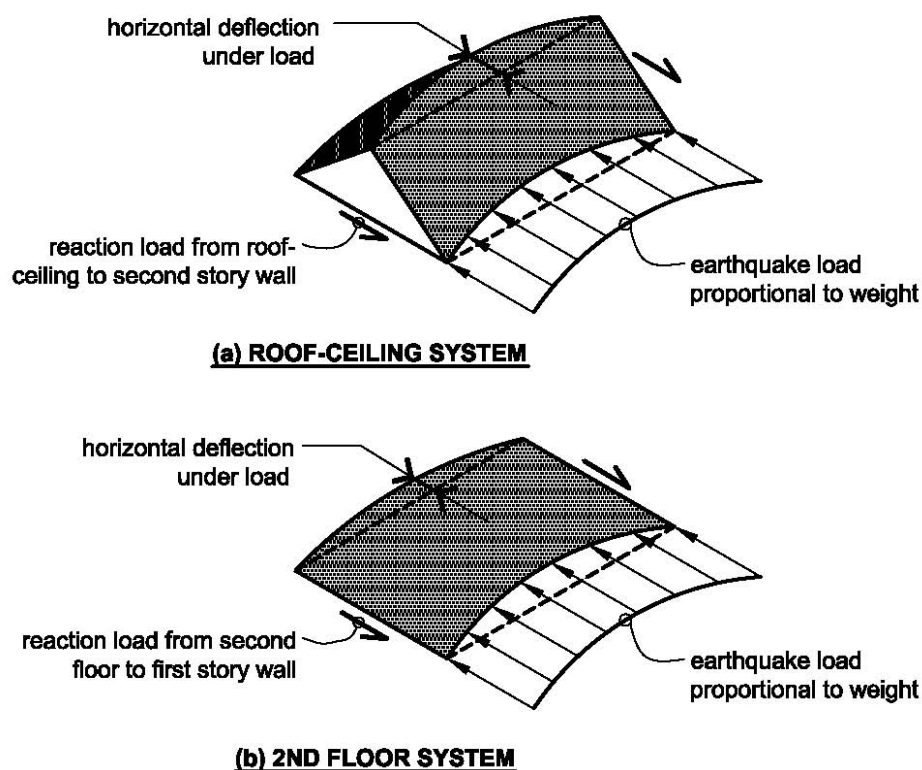 horizontal deflection
under load
reaction load from roof-
ceiling to second story wall
earthquake load
proportional to weight
(a) ROOF-CEILING SYSTEM
horizontal deflection
under load
reaction load from second
floor to first story wall
earthquake load
proportional to weight
(b) 2ND FLOOR SYSTEM